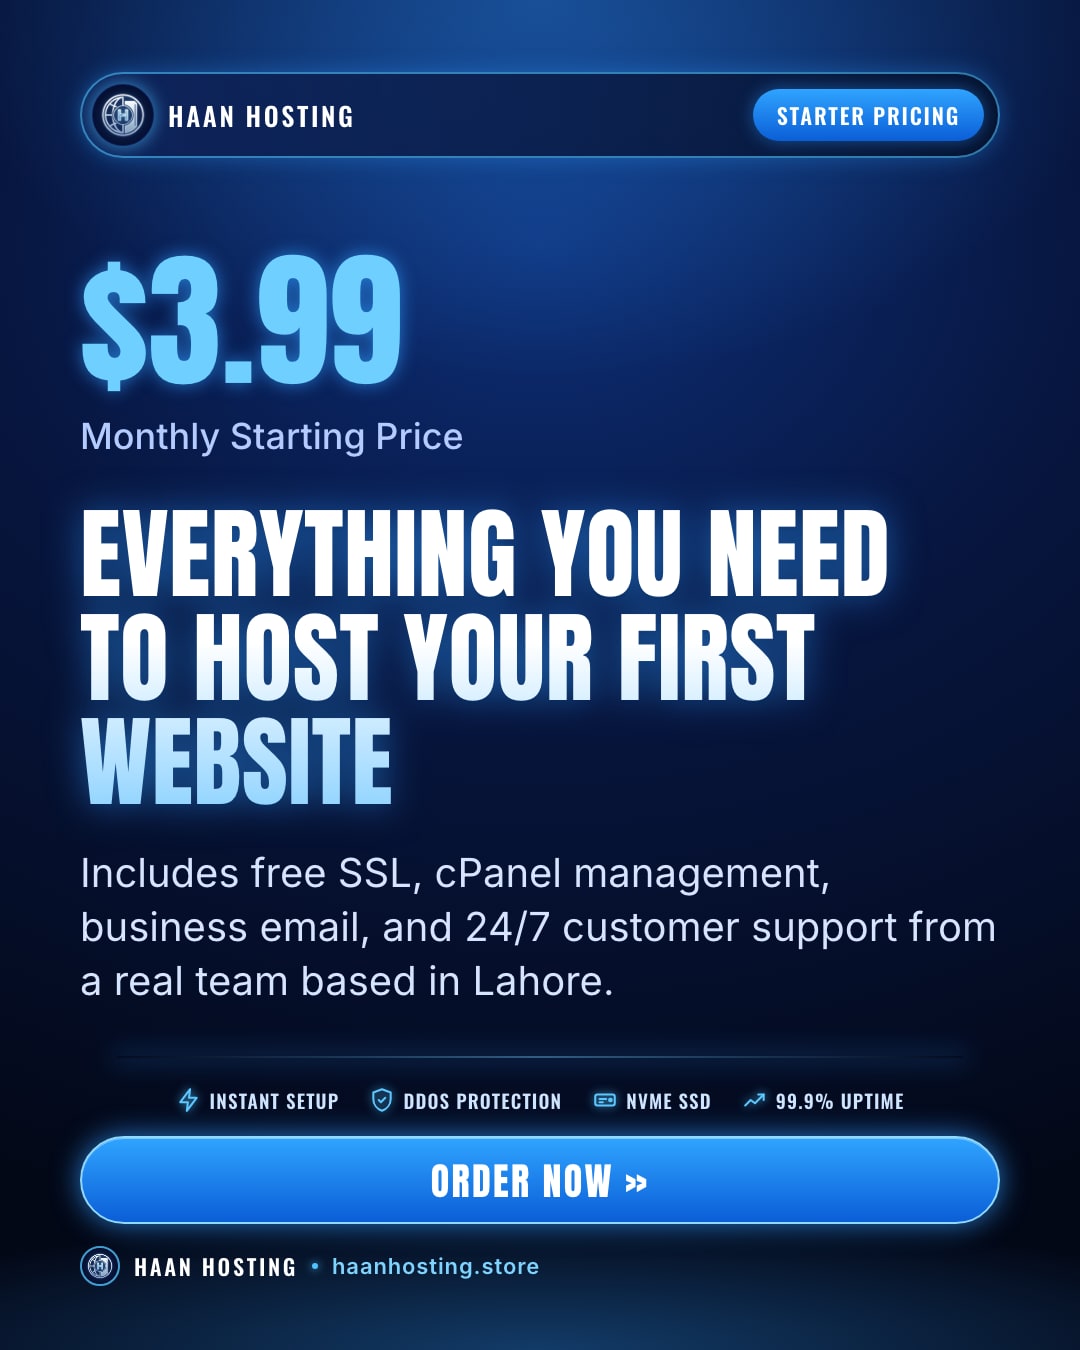 HAAN HOSTING
STARTER PRICING
$3.99
Monthly Starting Price
EVERYTHING YOU NEED
TO HOST YOUR FIRST
WEBSITE
Includes free SSL, cPanel management,
business email, and 24/7 customer support from
a real team based in Lahore.
INSTANT SETUP
DDOS PROTECTION
NVME SSD
99.9% UPTIME
ORDER NOW »
HAAN HOSTING • haanhosting.store